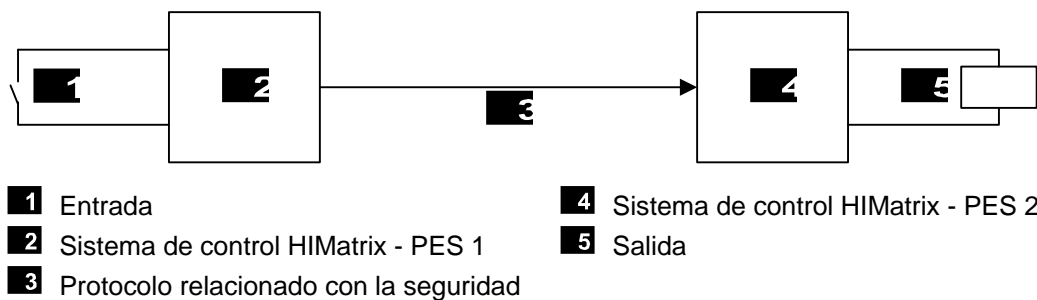 1
2
3
4
5
1 Entrada
2 Sistema de control HIMatrix - PES 1
3 Protocolo relacionado con la seguridad
4 Sistema de control HIMatrix - PES 2
5 Salida